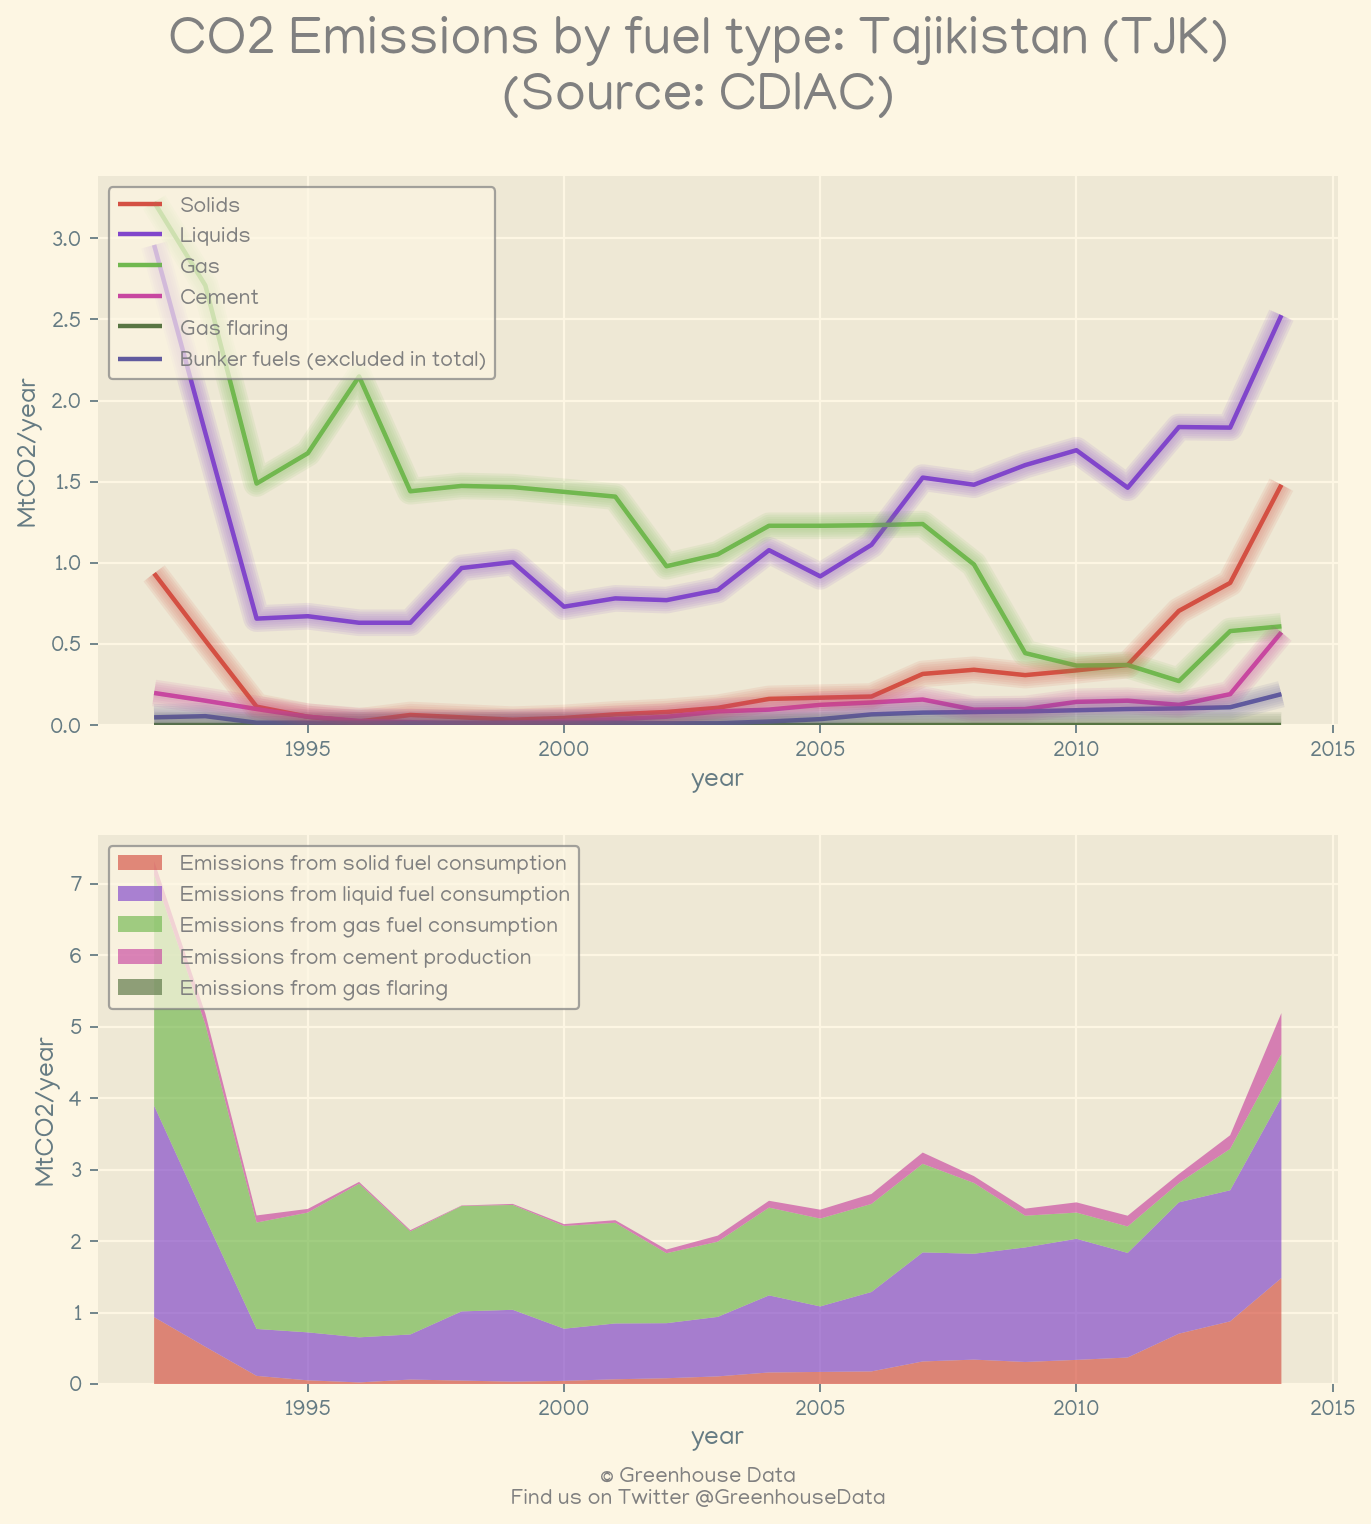 CO2 Emissions by fuel type: Tajikistan (TJK)
(Source: CDIAC)
Solids
Liquids
Gas
Cement
Gas flaring
Bunker fuels (excluded in total)
MtCO2/year
3.0
2.5
2.0
1.5
1.0
0.5
0.0
1995 2000 2005 2010 2015
year
Emissions from solid fuel consumption
Emissions from liquid fuel consumption
Emissions from gas fuel consumption
Emissions from cement production
Emissions from gas flaring
MtCO2/year
7
6
5
4
3
2
1
0
1995 2000 2005 2010 2015
year
© Greenhouse Data
Find us on Twitter @GreenhouseData